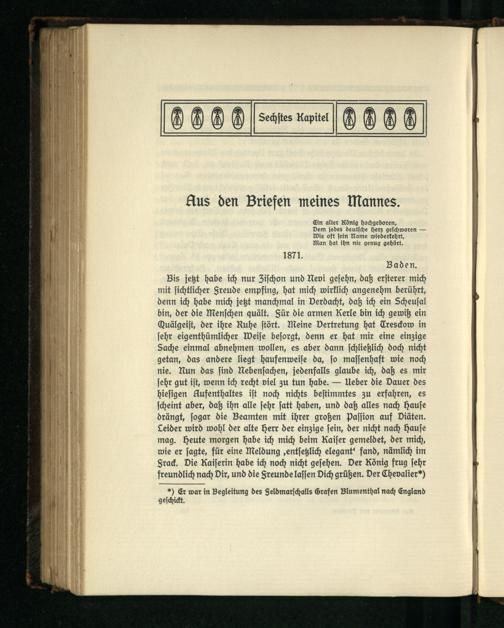 Sechstes Kapitel
Aus den Briefen meines Mannes.
Ein alter König hochgeboren,
Dem jedes deutsche Herz geschworen —
Wie oft sein Name wiederkehrt,
Man hat ihn nie genug gehört.
1871.
Baden.
Bis jetzt habe ich nur Zischon und Nevi gesehn, daß ersterer mich
mit sichtlicher Freude empfing, hat mich wirklich angenehm berührt,
denn ich habe mich jetzt manchmal in Verdacht, daß ich ein Scheusal
bin, der die Menschen quält. Für die armen Kerle bin ich gewiß ein
Quälgeist, der ihre Ruhe stört. Meine Vertretung hat Tresckow in
sehr eigenthümlicher Weise besorgt, denn er hat mir eine einzige
Sache einmal abnehmen wollen, es aber dann schließlich doch nicht
getan, das andere liegt haufenweise da, so massenhaft wie noch
nie. Nun das sind Nebensachen, jedenfalls glaube ich, daß es mir
sehr gut ist, wenn ich recht viel zu tun habe. — Ueber die Dauer des
hiesigen Aufenthaltes ist noch nichts bestimmtes zu erfahren, es
scheint aber, daß ihn alle sehr satt haben, und daß alles nach Hause
drängt, sogar die Beamten mit ihrer großen Passion auf Diäten.
Leider wird wohl der alte Herr der einzige sein, der nicht nach Hause
mag. Heute morgen habe ich mich beim Kaiser gemeldet, der mich,
wie er sagte, für eine Meldung ‚entsetzlich elegant‘ fand, nämlich im
Frack. Die Kaiserin habe ich noch nicht gesehen. Der König frug sehr
freundlich nach Dir, und die Freunde lassen Dich grüßen. Der Chevalier*)
*) Er war in Begleitung des Feldmarschalls Grafen Blumenthal nach England
geschickt.